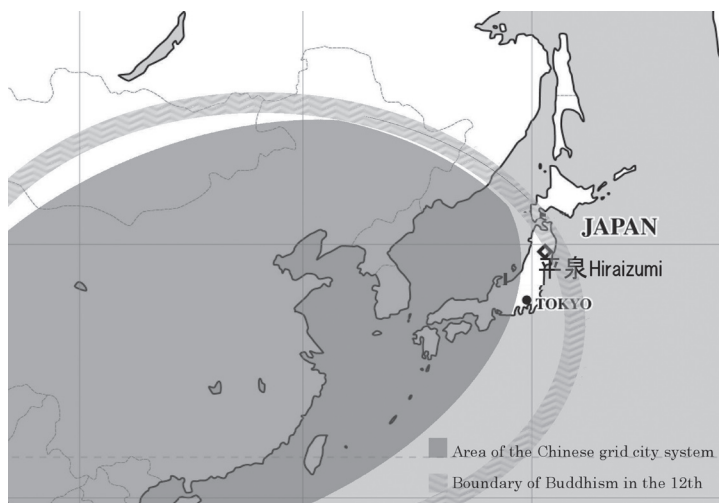 JAPAN
平泉Hiraizumi
TOKYO
Area of the Chinese grid city system
Boundary of Buddhism in the 12th